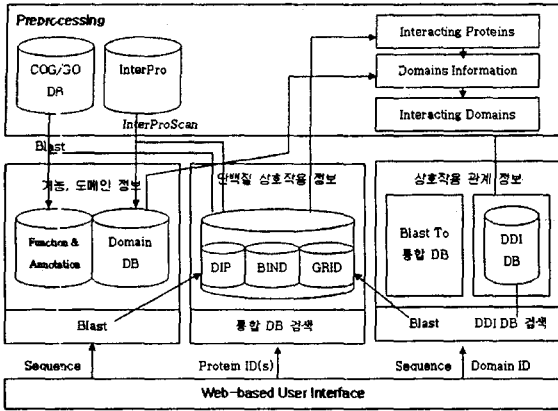 Preprocessing
COG/GO
DB
InterPro
Interacting Proteins
Domains Information
Interacting Domains
InterProScan
Blast
기능, 도메인 정보
단백질 상호작용 정보
상호작용 관계 정보
Function &
Annotation
Domain
DB
DIP
BIND
GRID
Blast To
통합 DB
DDI
DB
Blast
통합 DB 검색
Blast
DDI DB 검색
Sequence
Protein ID(s)
Sequence
Domain ID
Web-based User Interface